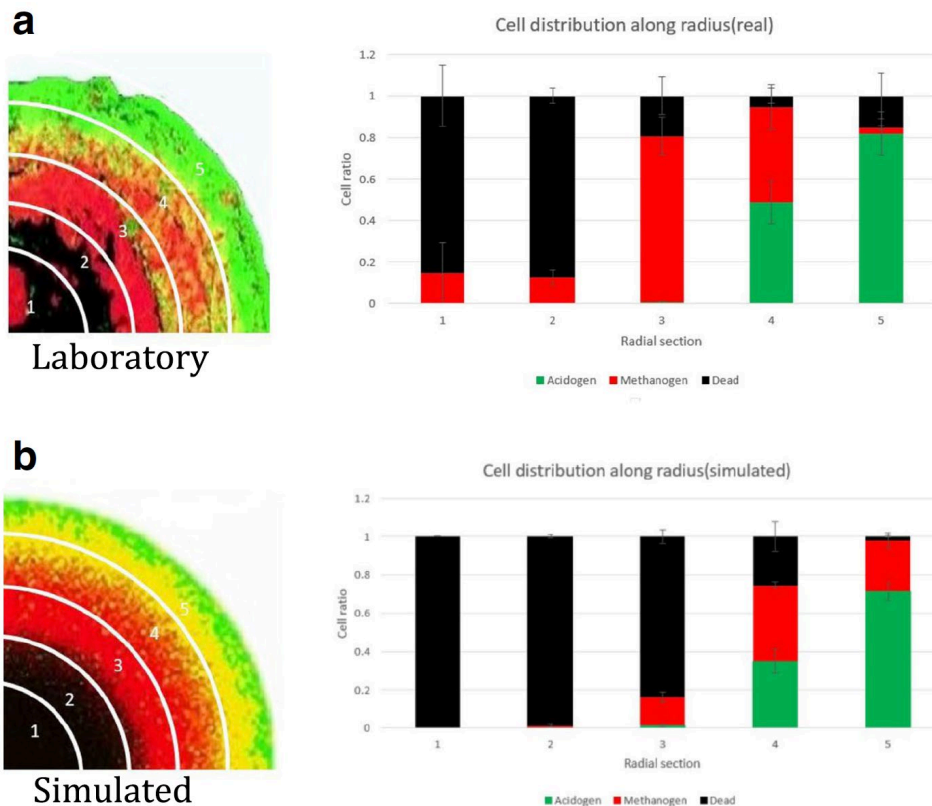 a
Cell distribution along radius(real)
1.2
1
0.8
0.6
0.4
0.2
0
Cell ratio
1 2 3 4 5
Radial section
Acidogen Methanogen Dead
5
4
3
2
1
Laboratory
b
Cell distribution along radius(simulated)
1.2
1
0.8
0.6
0.4
0.2
0
Cell ratio
1 2 3 4 5
Radial section
Acidogen Methanogen Dead
5
4
3
2
1
Simulated